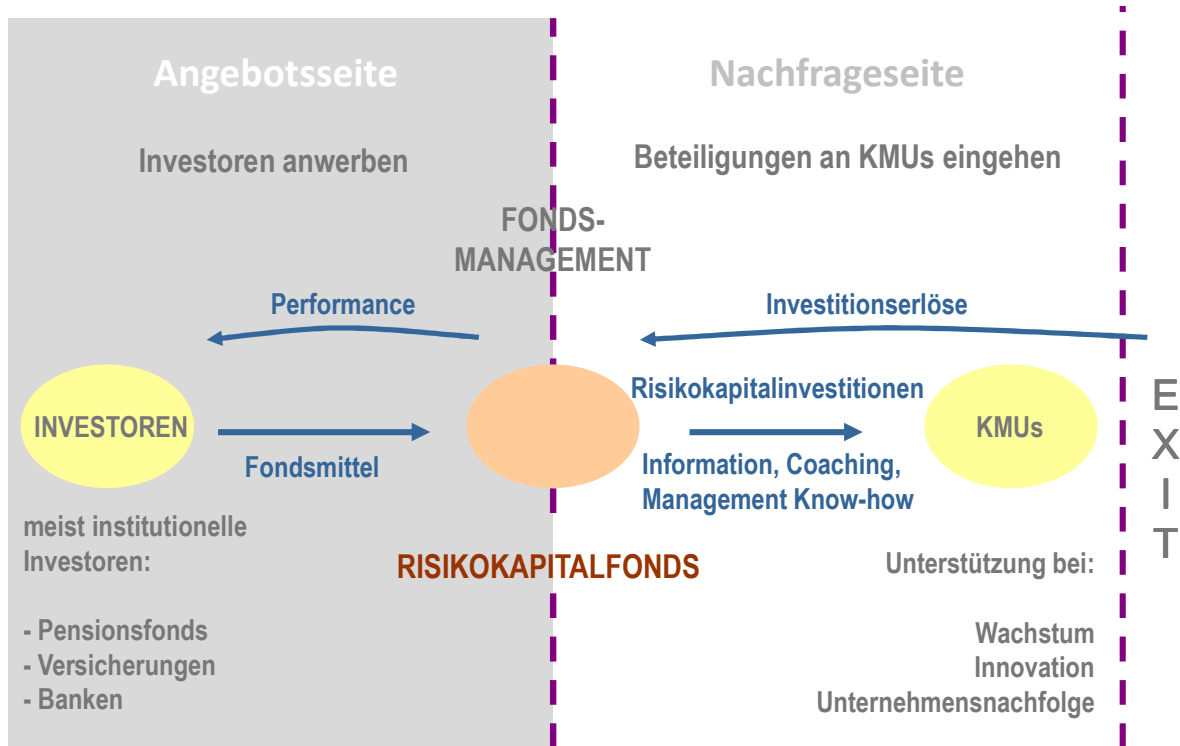 Angebotsseite
Nachfrageseite
Investoren anwerben
Beteiligungen an KMUs eingehen
FONDS-
MANAGEMENT
Performance
Investitionserlöse
INVESTOREN
Fondsmittel
Risikokapitalinvestitionen
Information, Coaching,
Management Know-how
KMUs
E
X
I
T
meist institutionelle
Investoren:
- Pensionsfonds
- Versicherungen
- Banken
RISIKOKAPITALFONDS
Unterstützung bei:
Wachstum
Innovation
Unternehmensnachfolge